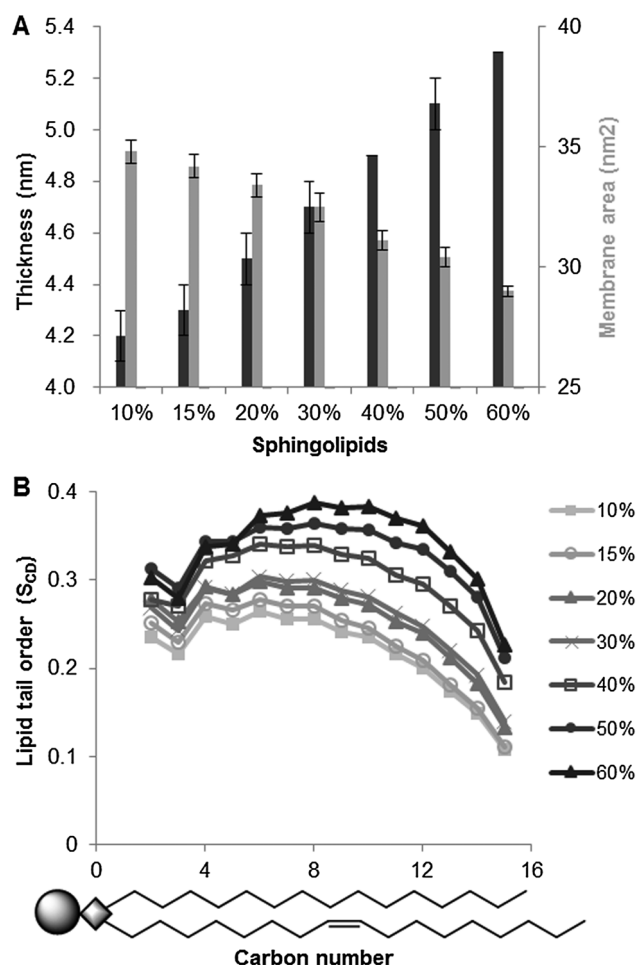 A
5.4
5.2
5.0
4.8
4.6
4.4
4.2
4.0
Thickness (nm)
40
35
30
25
Membrane area (nm2)
10% 15% 20% 30% 40% 50% 60%
Sphingolipids
B
0.4
0.3
0.2
0.1
0
Lipid tail order (SCD)
0 4 8 12 16
Carbon number
10%
15%
20%
30%
40%
50%
60%